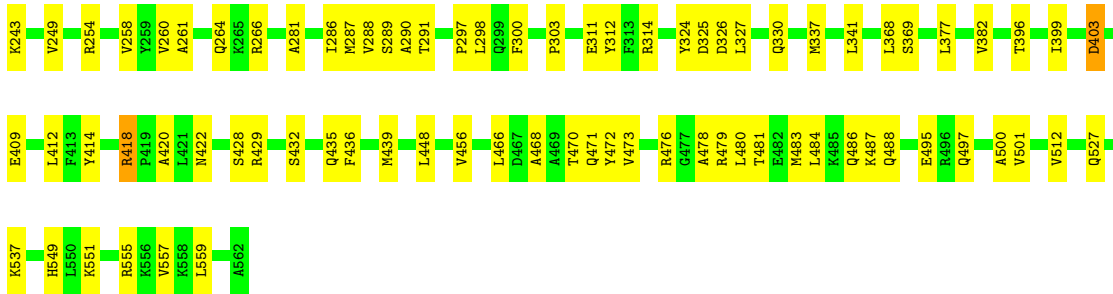 K243 V249 R254 V258 Y259 V260 A261 Q264 K265 R266 A281 I286 M287 V288 S289 A290 T291 P297 L298 Q299 F300 P303 E311 Y312 F313 R314 Y324 D325 D326 L327 Q330 M337 L341 L368 S369 L377 V382 T396 I399 D403
E409 L412 F413 Y414 R418 P419 A420 L421 N422 S428 R429 S432 Q435 F436 M439 L448 V456 L466 D467 A468 A469 T470 Q471 Y472 V473 R476 G477 A478 R479 L480 T481 E482 M483 L484 K485 Q486 K487 Q488 E495 R496 Q497 A500 V501 V512 Q527
K537 H549 L550 K551 R555 K556 V557 K558 L559 A562